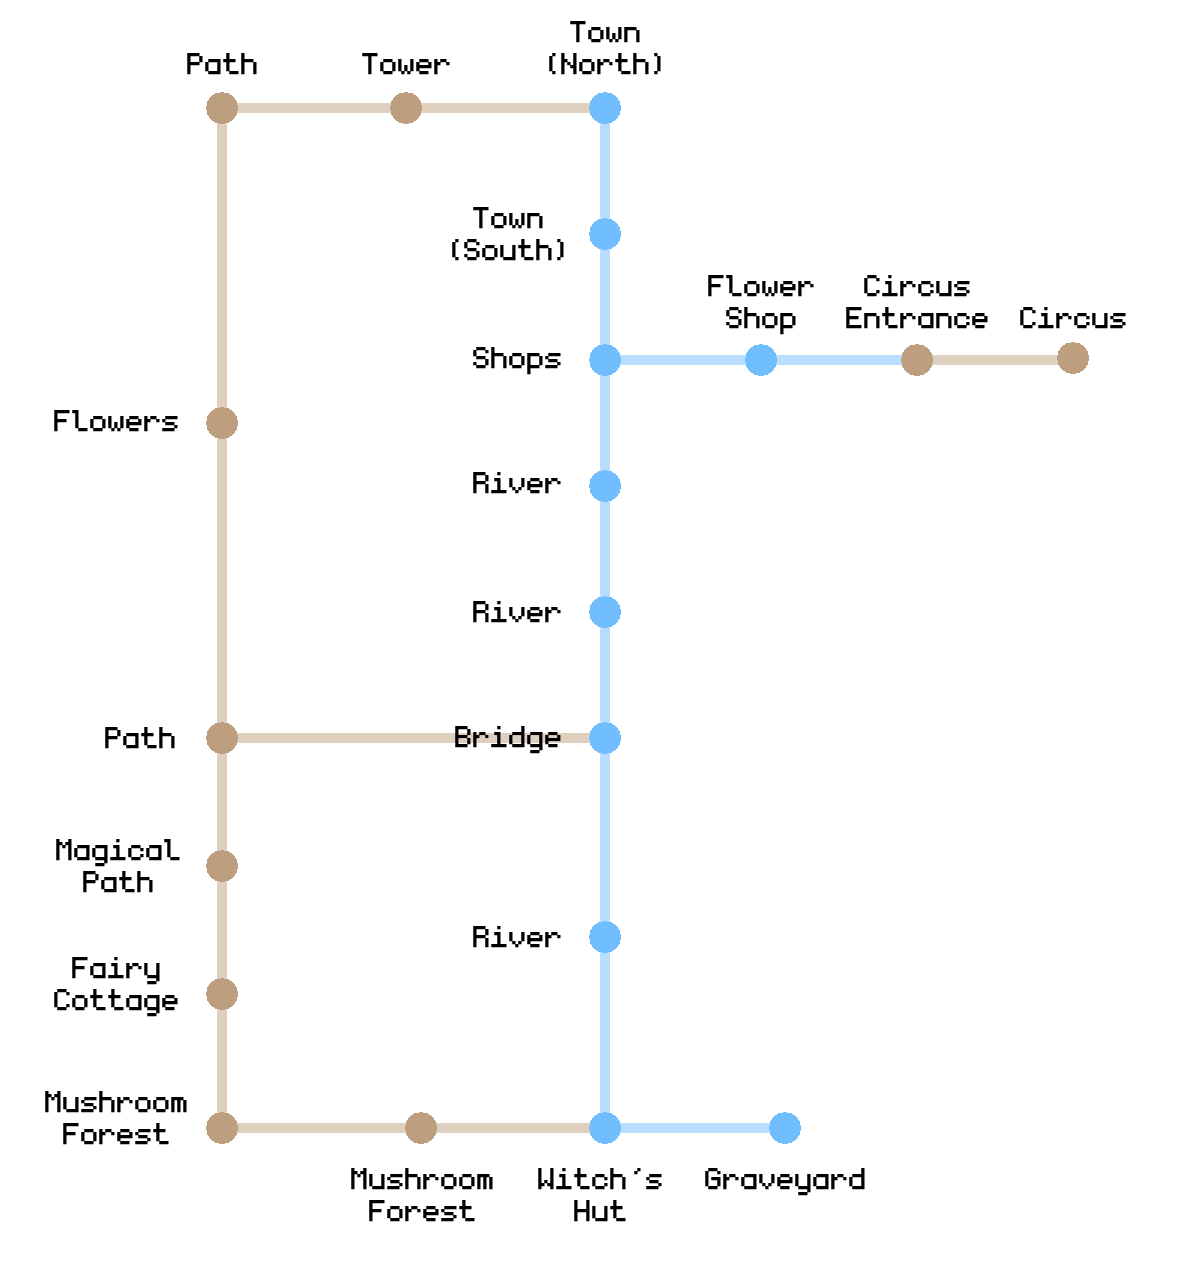 Town
(North)
Path
Tower
Town
(South)
Flower
Shop
Circus
Entrance
Circus
Shops
Flowers
River
River
Path
Bridge
Magical
Path
River
Fairy
Cottage
Mushroom
Forest
Mushroom
Forest
Witch's
Hut
Graveyard